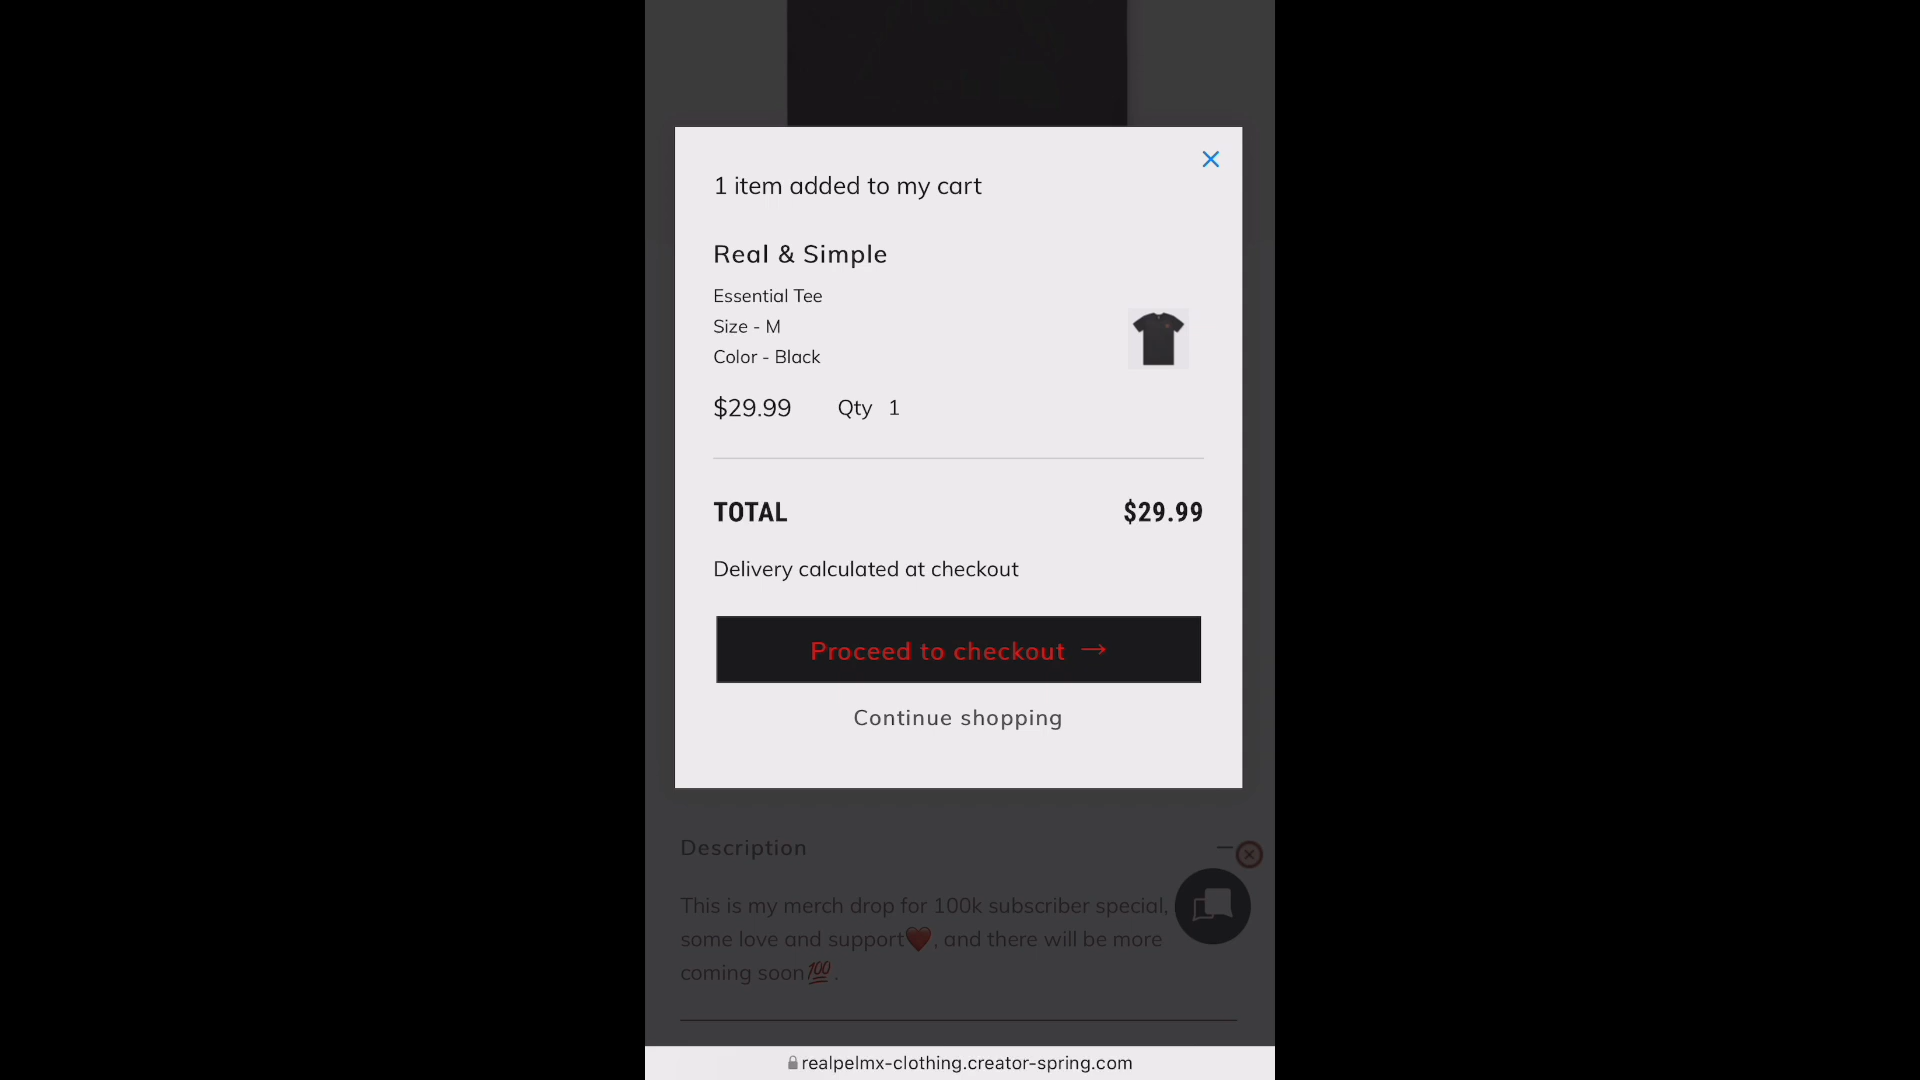 1 item added to my cart
Real & Simple
Essential Tee
Size - M
Color - Black
$29.99 Qty 1
TOTAL $29.99
Delivery calculated at checkout
Proceed to checkout →
Continue shopping
Description
This is my merch drop for 100k subscriber special,
some love and support❤️, and there will be more
coming soon💯.
realpelmx-clothing.creator-spring.com